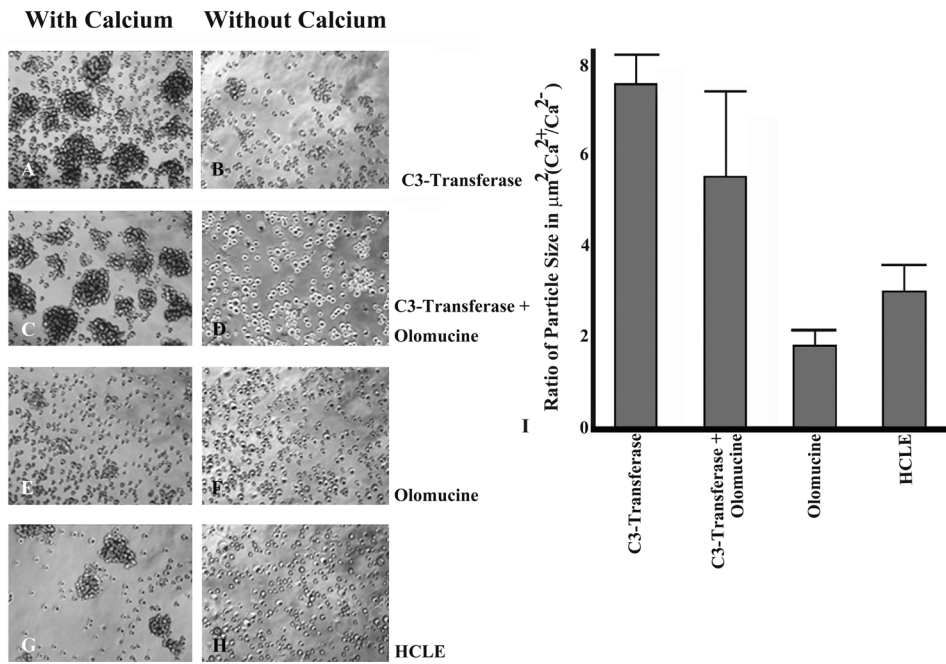 With Calcium
Without Calcium
A
B
C3-Transferase
C
D
C3-Transferase +
Olomucine
E
F
Olomucine
G
H
HCLE
I
Ratio of Particle Size in μm²(Ca²⁺/Ca²⁻)
8
6
4
2
0
C3-Transferase
C3-Transferase +
Olomucine
Olomucine
HCLE